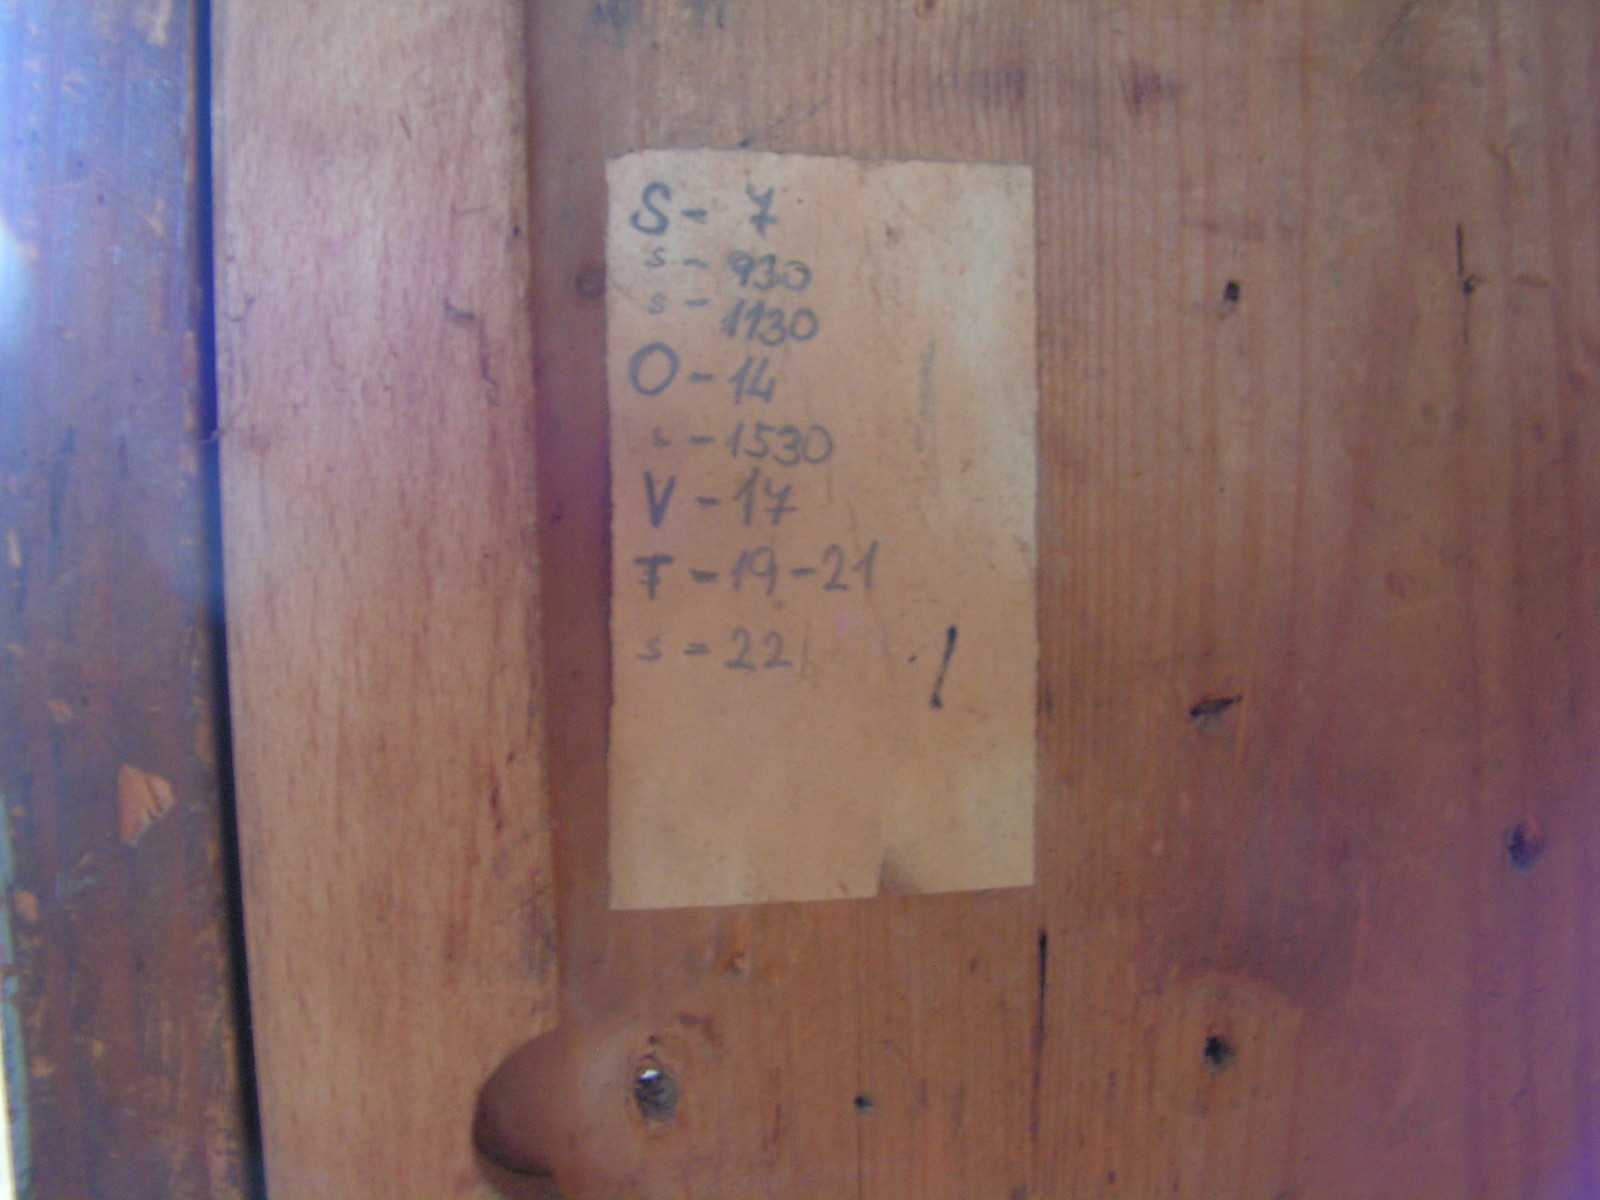 S - 7
s - 930
s - 1130
O - 14
s - 1530
V - 17
T - 19 - 21
s = 22